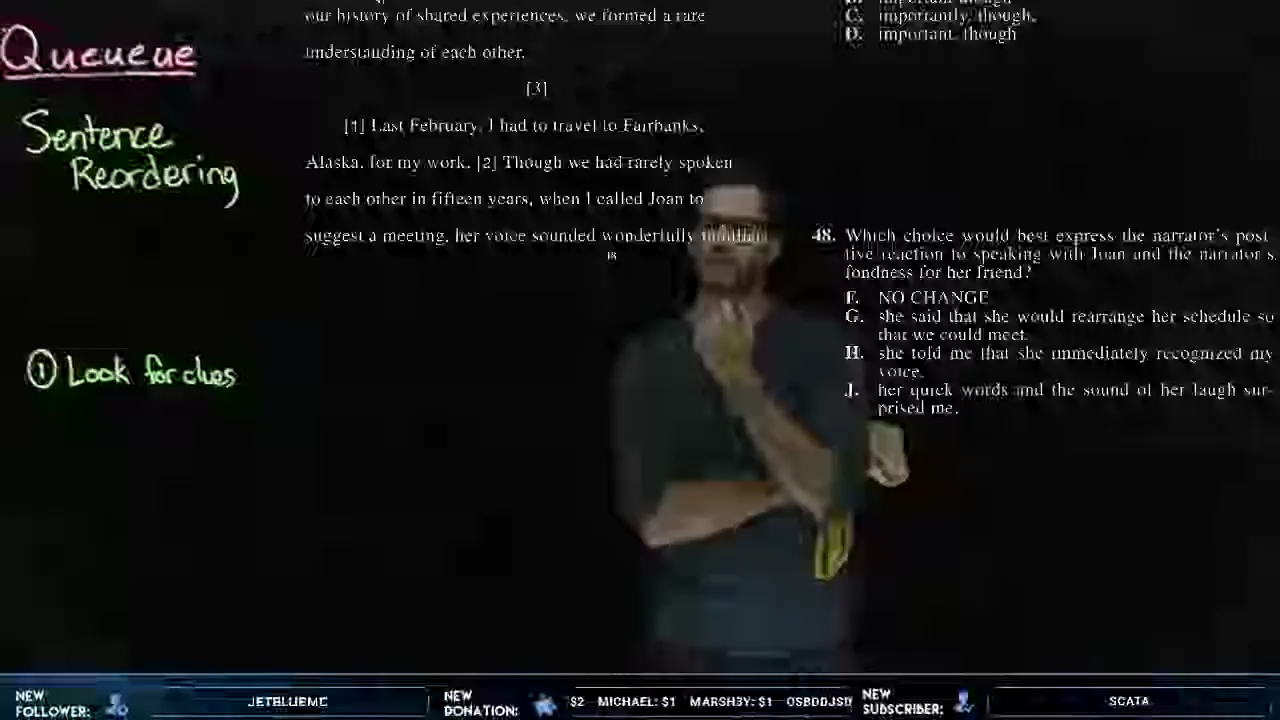 Queueue
Sentence
Reordering
① Look for clues
our history of shared experiences, we formed a rare
understanding of each other.
[3]
[1] Last February, I had to travel to Fairbanks,
Alaska, for my work. [2] Though we had rarely spoken
to each other in fifteen years, when I called Joan to
suggest a meeting, her voice sounded wonderfully
48
C. importantly, though,
D. important, though
48. Which choice would best express the narrator's posi-
tive reaction to speaking with Joan and the narrator's
fondness for her friend?
F. NO CHANGE
G. she said that she would rearrange her schedule so
that we could meet.
H. she told me that she immediately recognized my
voice.
J. her quick words and the sound of her laugh sur-
prised me.
NEW
FOLLOWER:
JETBLUEME
NEW
DONATION:
$2 - MICHAEL: $1 MARSHSY: $1 - OSBDDJSD
NEW
SUBSCRIBER:
SCATA